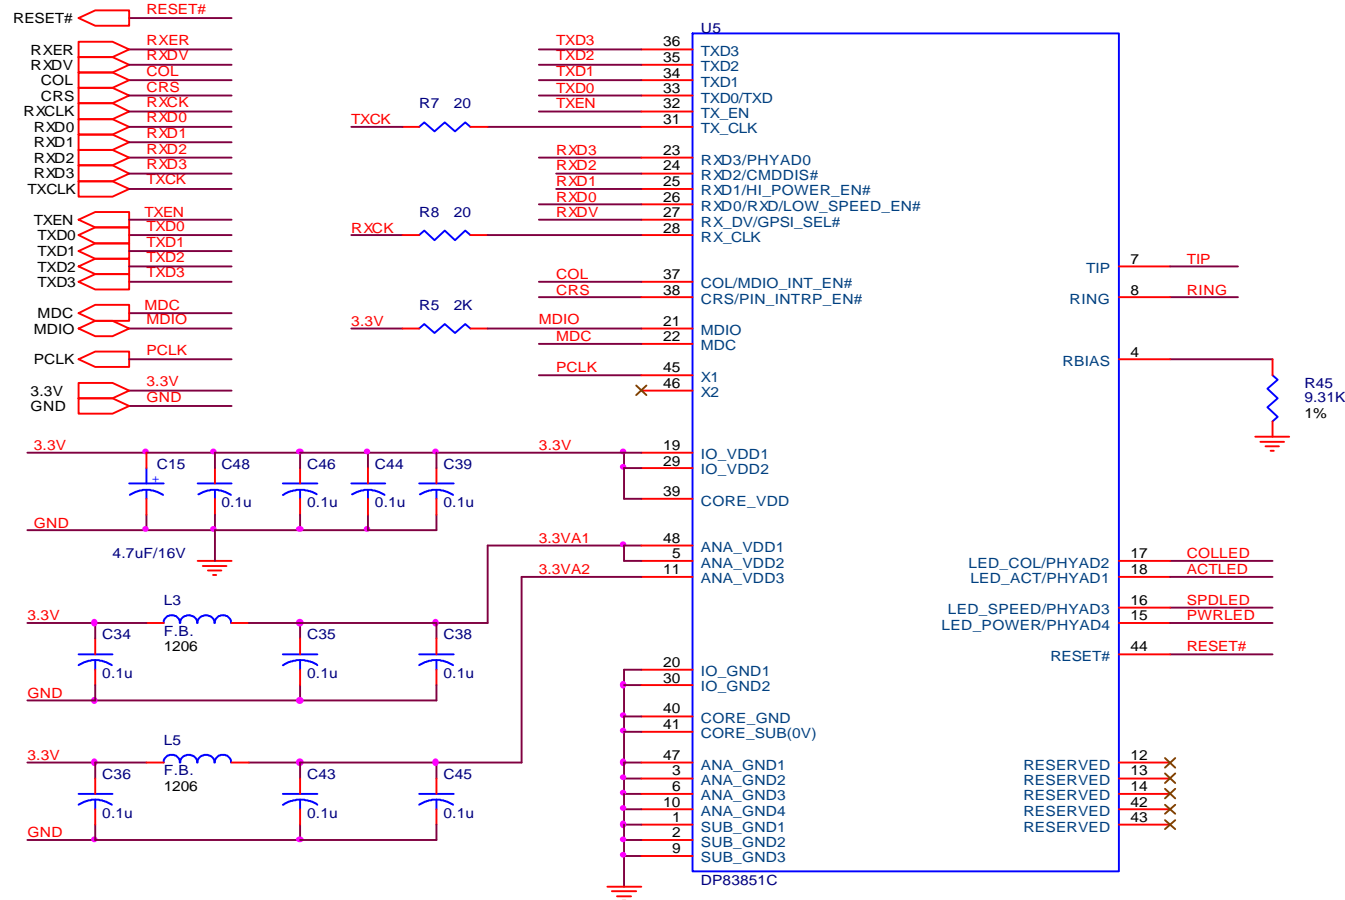 RESET# RESET#
RXER RXER
RXDV RXDV
COL COL
CRS CRS
RXCLK RXCK
RXD0 RXD0
RXD1 RXD1
RXD2 RXD2
RXD3 RXD3
TXCLK TXCK
TXEN TXEN
TXD0 TXD0
TXD1 TXD1
TXD2 TXD2
TXD3 TXD3
MDC MDC
MDIO MDIO
PCLK PCLK
3.3V 3.3V
GND GND
U5
TXD3 36 TXD3
TXD2 35 TXD2
TXD1 34 TXD1
TXD0 33 TXD0/TXD
TXEN 32 TX_EN
R7 20
TXCK 31 TX_CLK
RXD3 23 RXD3/PHYAD0
RXD2 24 RXD2/CMDDIS#
RXD1 25 RXD1/HI_POWER_EN#
RXD0 26 RXD0/RXD/LOW_SPEED_EN#
RXDV 27 RX_DV/GPSI_SEL#
R8 20
RXCK 28 RX_CLK
COL 37 COL/MDIO_INT_EN#
CRS 38 CRS/PIN_INTRP_EN#
R5 2K
3.3V MDIO 21 MDIO
MDC 22 MDC
PCLK 45 X1
46 X2
3.3V 3.3V 19 IO_VDD1
29 IO_VDD2
39 CORE_VDD
C15 C48 C46 C44 C39
+
0.1u 0.1u 0.1u 0.1u
GND
4.7uF/16V
3.3VA1 48 ANA_VDD1
5 ANA_VDD2
3.3VA2 11 ANA_VDD3
L3
3.3V
F.B.
1206
C34 C35 C38
0.1u 0.1u 0.1u
GND
L5
3.3V
F.B.
1206
C36 C43 C45
0.1u 0.1u 0.1u
GND
20 IO_GND1
30 IO_GND2
40 CORE_GND
41 CORE_SUB(0V)
47 ANA_GND1
3 ANA_GND2
6 ANA_GND3
10 ANA_GND4
1 SUB_GND1
2 SUB_GND2
9 SUB_GND3
DP83851C
TIP 7 TIP
RING 8 RING
RBIAS 4
R45
9.31K
1%
LED_COL/PHYAD2 17 COLLED
LED_ACT/PHYAD1 18 ACTLED
LED_SPEED/PHYAD3 16 SPDLED
LED_POWER/PHYAD4 15 PWRLED
RESET# 44 RESET#
RESERVED 12
RESERVED 13
RESERVED 14
RESERVED 42
RESERVED 43